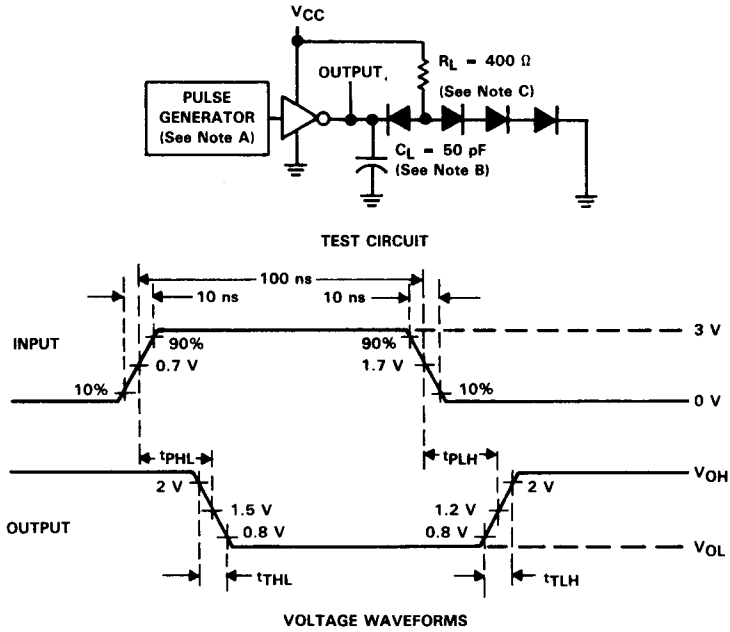 VCC
RL = 400 Ω
(See Note C)
OUTPUT
PULSE
GENERATOR
(See Note A)
CL = 50 pF
(See Note B)
TEST CIRCUIT
100 ns
10 ns
10 ns
INPUT
3 V
90%
90%
0.7 V
1.7 V
10%
10%
0 V
tPHL
tPLH
VOH
2 V
2 V
1.5 V
1.2 V
OUTPUT
0.8 V
0.8 V
VOL
tTHL
tTLH
VOLTAGE WAVEFORMS